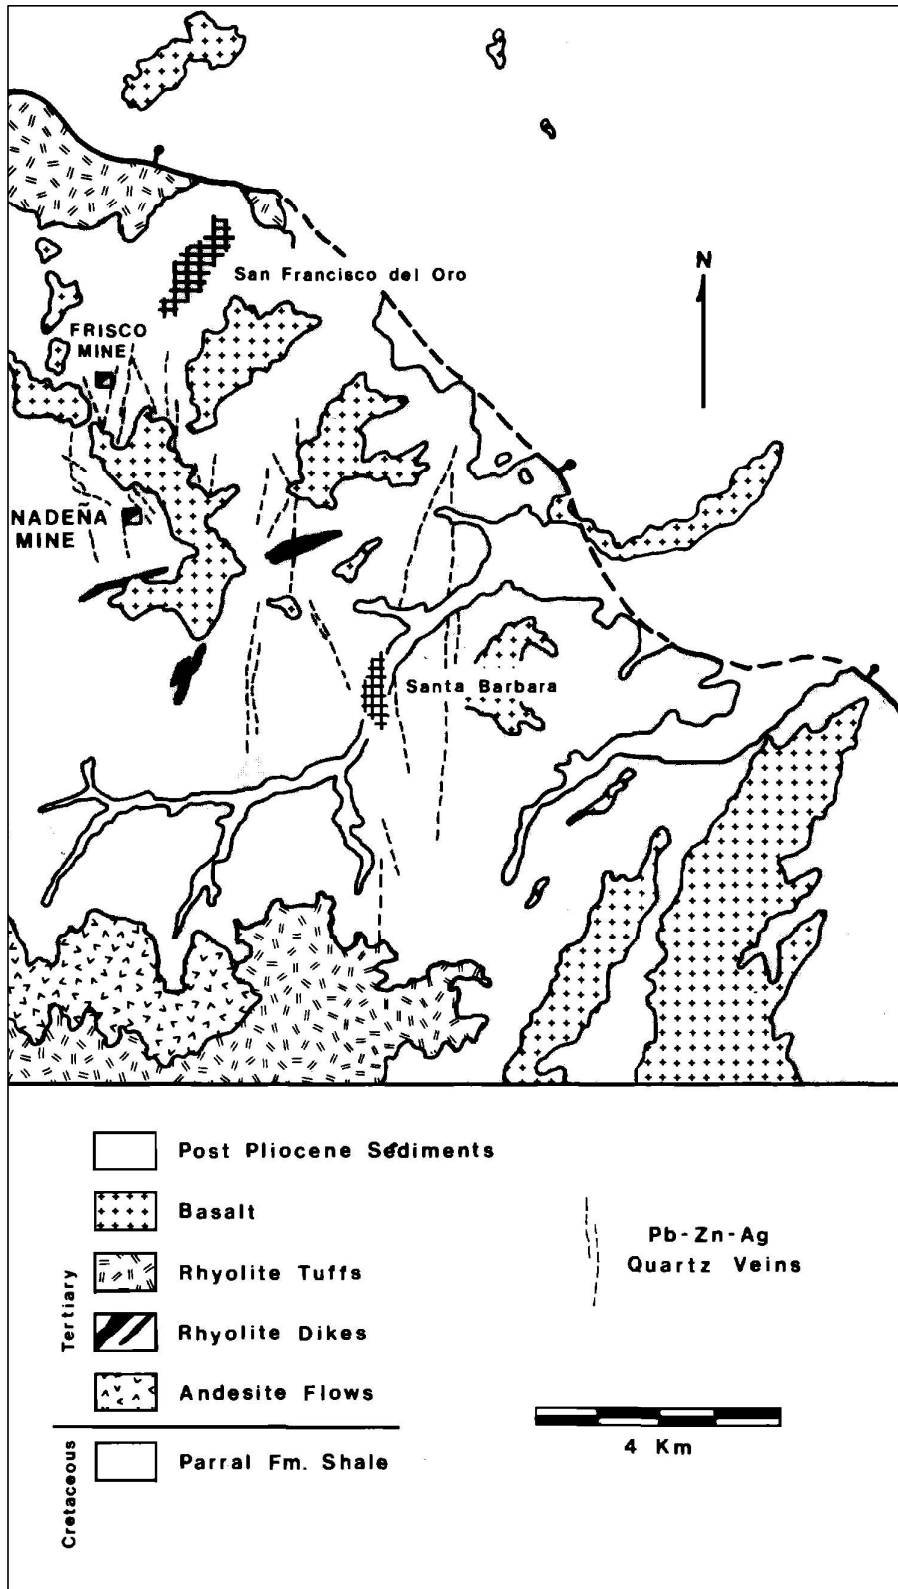 San Francisco del Oro
N
FRISCO
MINE
NADEÑA
MINE
Santa Barbara
Post Pliocene Sediments
Basalt
Rhyolite Tuffs
Rhyolite Dikes
Andesite Flows
Parral Fm. Shale
Tertiary
Cretaceous
Pb-Zn-Ag
Quartz Veins
4 Km